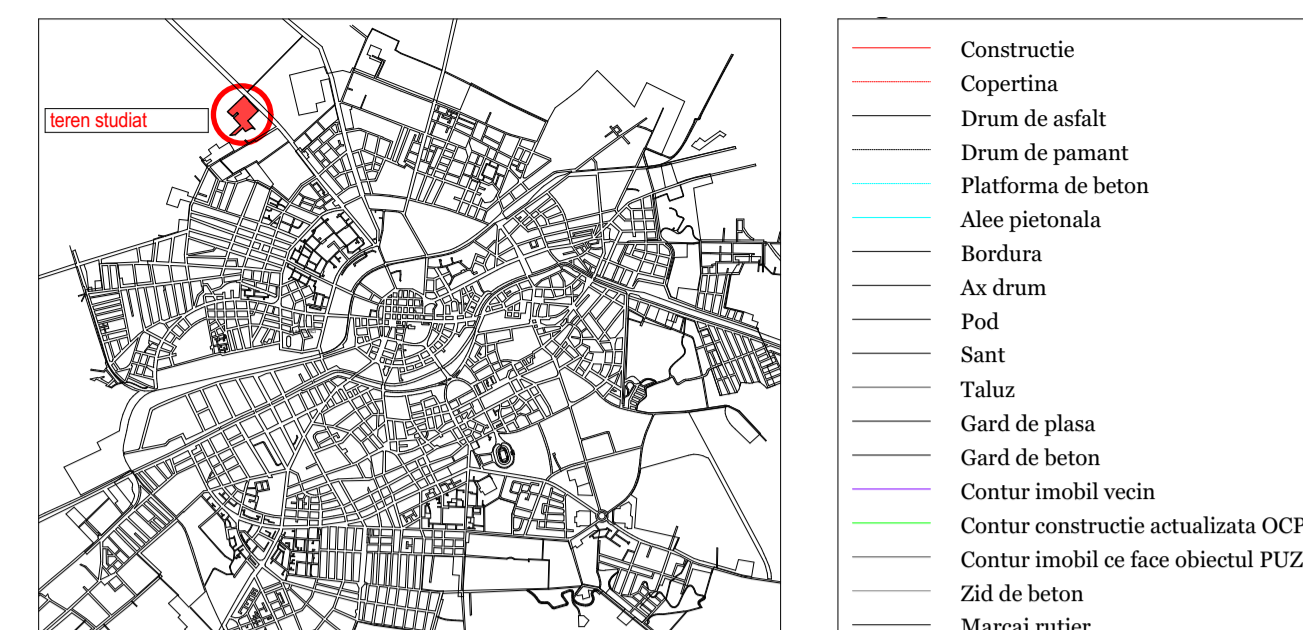 teren studiat
Constructie
Copertina
Drum de asfalt
Drum de pamant
Platforma de beton
Alee pietonala
Bordura
Ax drum
Pod
Sant
Taluz
Gard de plasa
Gard de beton
Contur imobil vecin
Contur constructie actualizata OCP
Contur imobil ce face obiectul PUZ
Zid de beton
Marcaj rutier